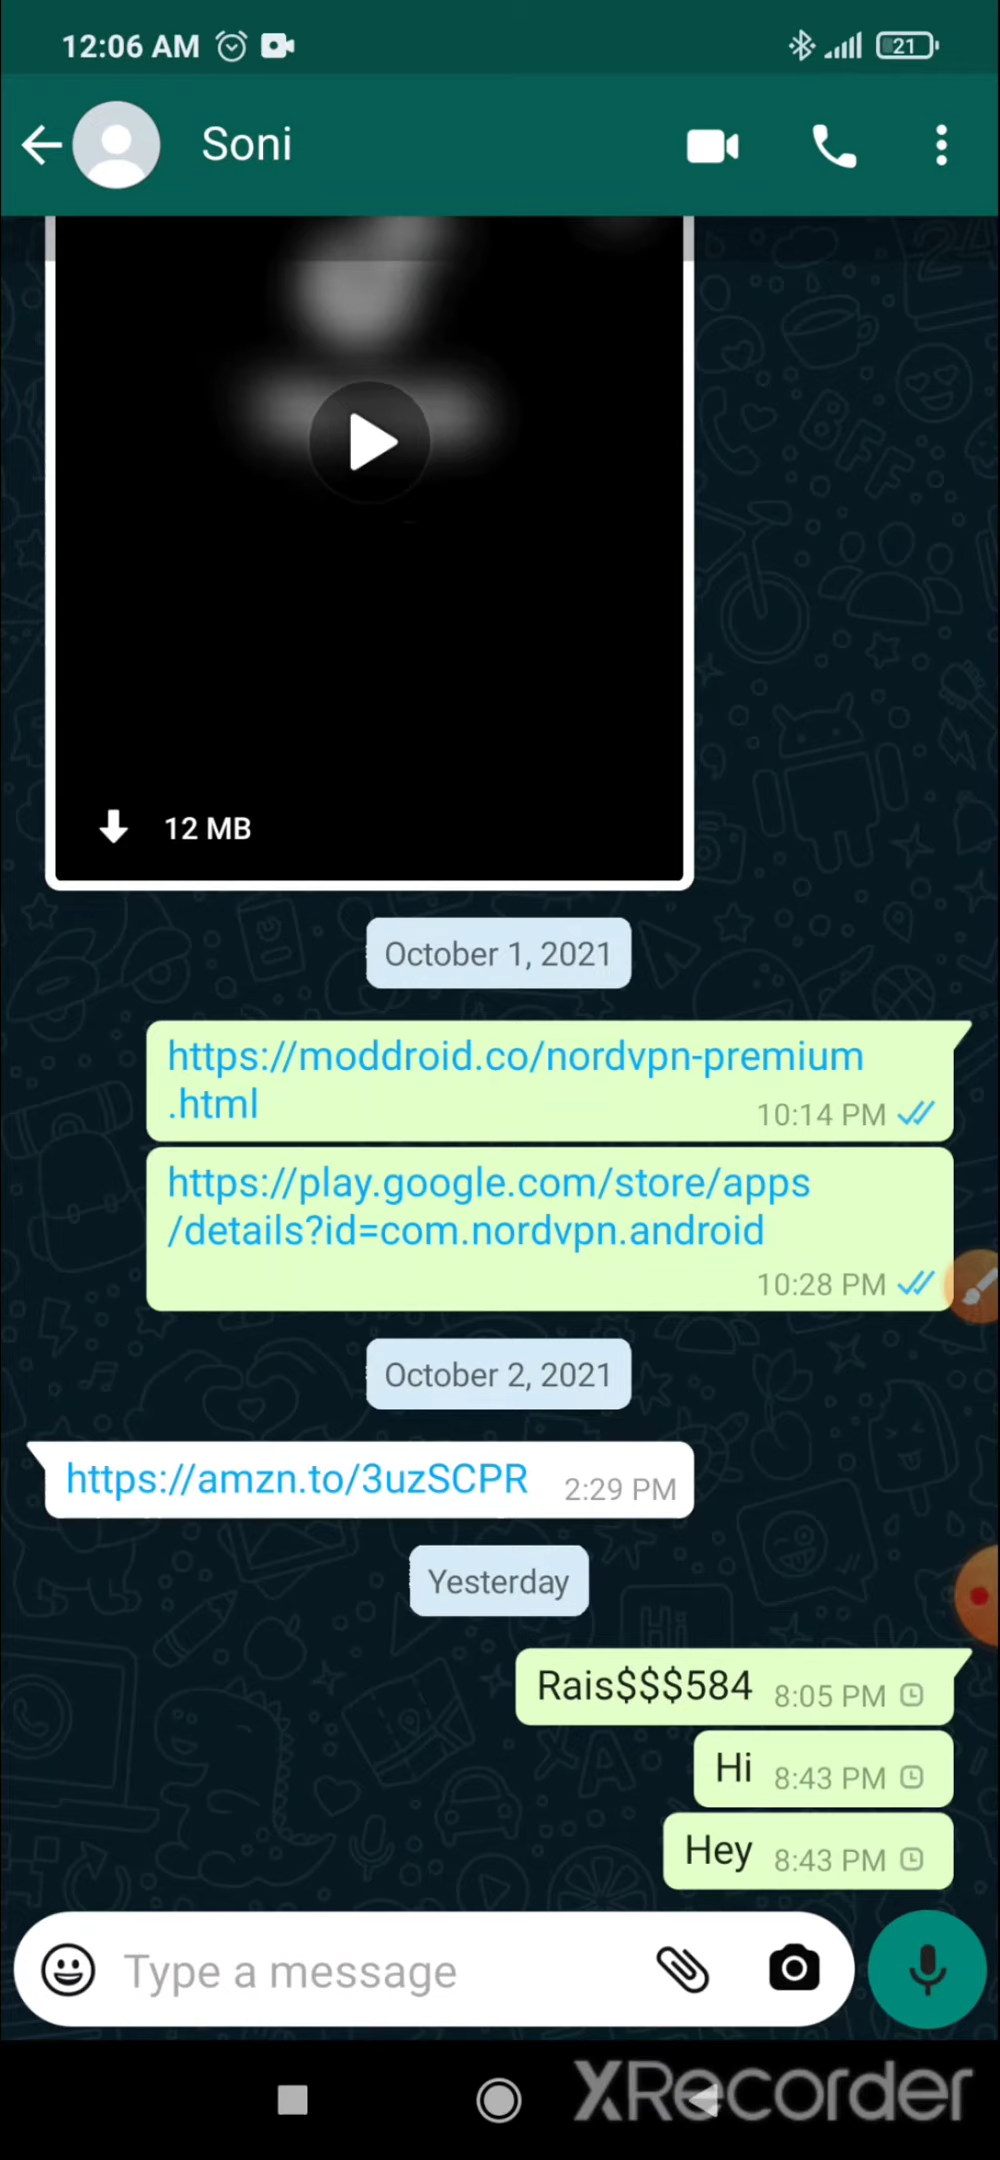 12:06 AM
21
Soni
12 MB
October 1, 2021
https://moddroid.co/nordvpn-premium
.html
10:14 PM
https://play.google.com/store/apps
/details?id=com.nordvpn.android
10:28 PM
October 2, 2021
https://amzn.to/3uzSCPR 2:29 PM
Yesterday
Rais$$$584 8:05 PM
Hi 8:43 PM
Hey 8:43 PM
Type a message
XRecorder